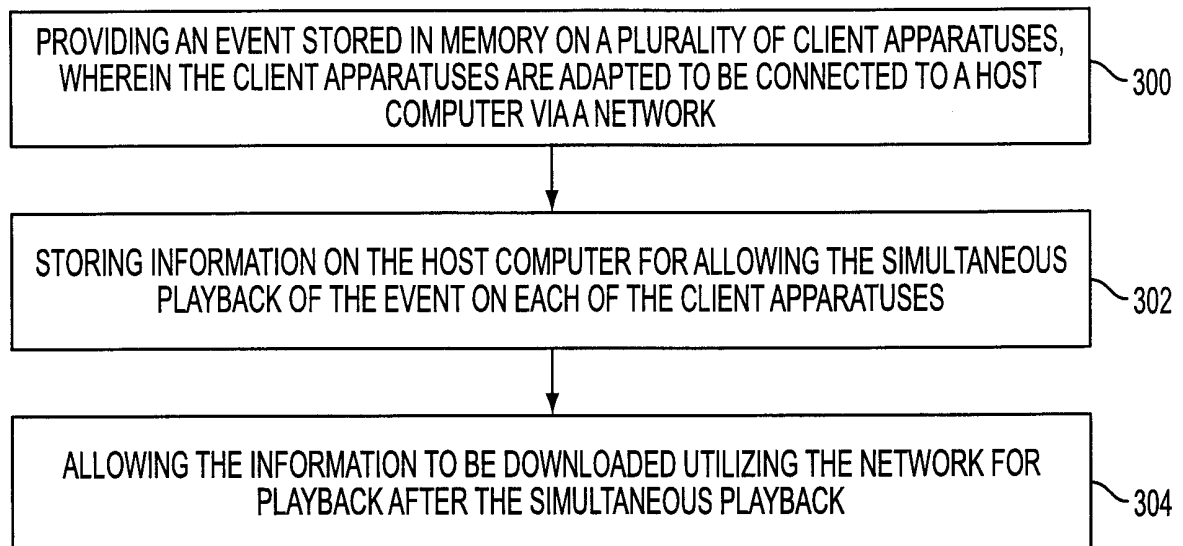 PROVIDING AN EVENT STORED IN MEMORY ON A PLURALITY OF CLIENT APPARATUSES,
WHEREIN THE CLIENT APPARATUSES ARE ADAPTED TO BE CONNECTED TO A HOST
COMPUTER VIA A NETWORK
300
STORING INFORMATION ON THE HOST COMPUTER FOR ALLOWING THE SIMULTANEOUS
PLAYBACK OF THE EVENT ON EACH OF THE CLIENT APPARATUSES
302
ALLOWING THE INFORMATION TO BE DOWNLOADED UTILIZING THE NETWORK FOR
PLAYBACK AFTER THE SIMULTANEOUS PLAYBACK
304